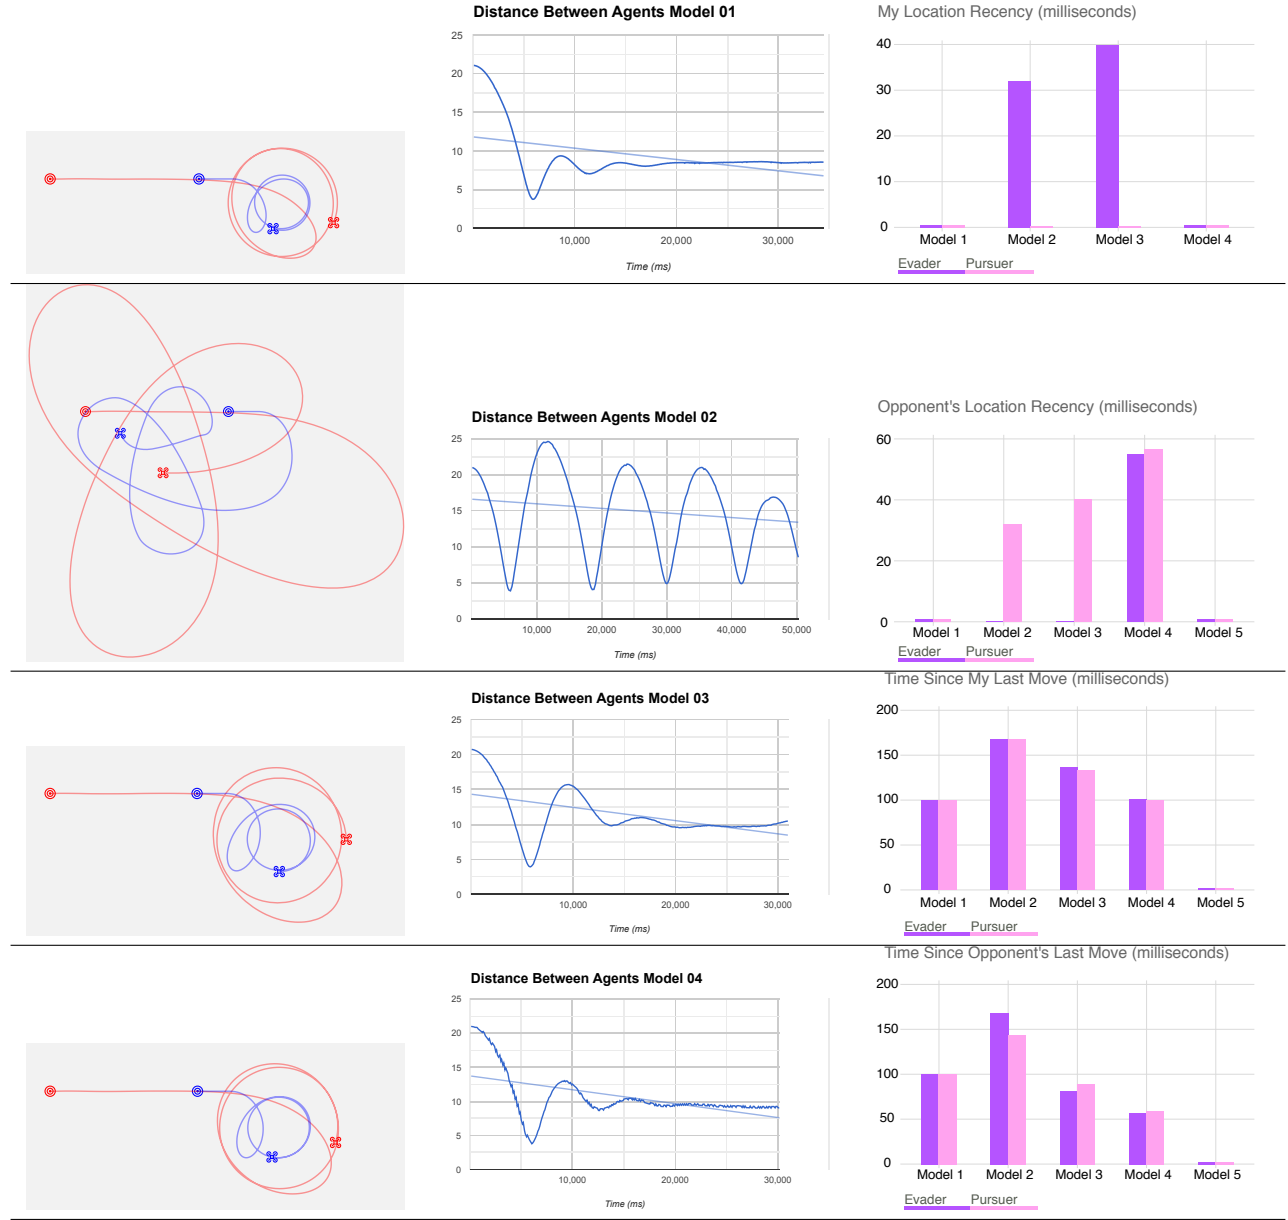 Distance Between Agents Model 01
25
20
15
10
5
0
10,000 20,000 30,000
Time (ms)
My Location Recency (milliseconds)
40
30
20
10
0
Model 1 Model 2 Model 3 Model 4
Evader Pursuer
Distance Between Agents Model 02
25
20
15
10
5
0
10,000 20,000 30,000 40,000 50,000
Time (ms)
Opponent's Location Recency (milliseconds)
60
40
20
0
Model 1 Model 2 Model 3 Model 4 Model 5
Evader Pursuer
Distance Between Agents Model 03
25
20
15
10
5
0
10,000 20,000 30,000
Time (ms)
Time Since My Last Move (milliseconds)
200
150
100
50
0
Model 1 Model 2 Model 3 Model 4 Model 5
Evader Pursuer
Distance Between Agents Model 04
25
20
15
10
5
0
10,000 20,000 30,000
Time (ms)
Time Since Opponent's Last Move (milliseconds)
200
150
100
50
0
Model 1 Model 2 Model 3 Model 4 Model 5
Evader Pursuer